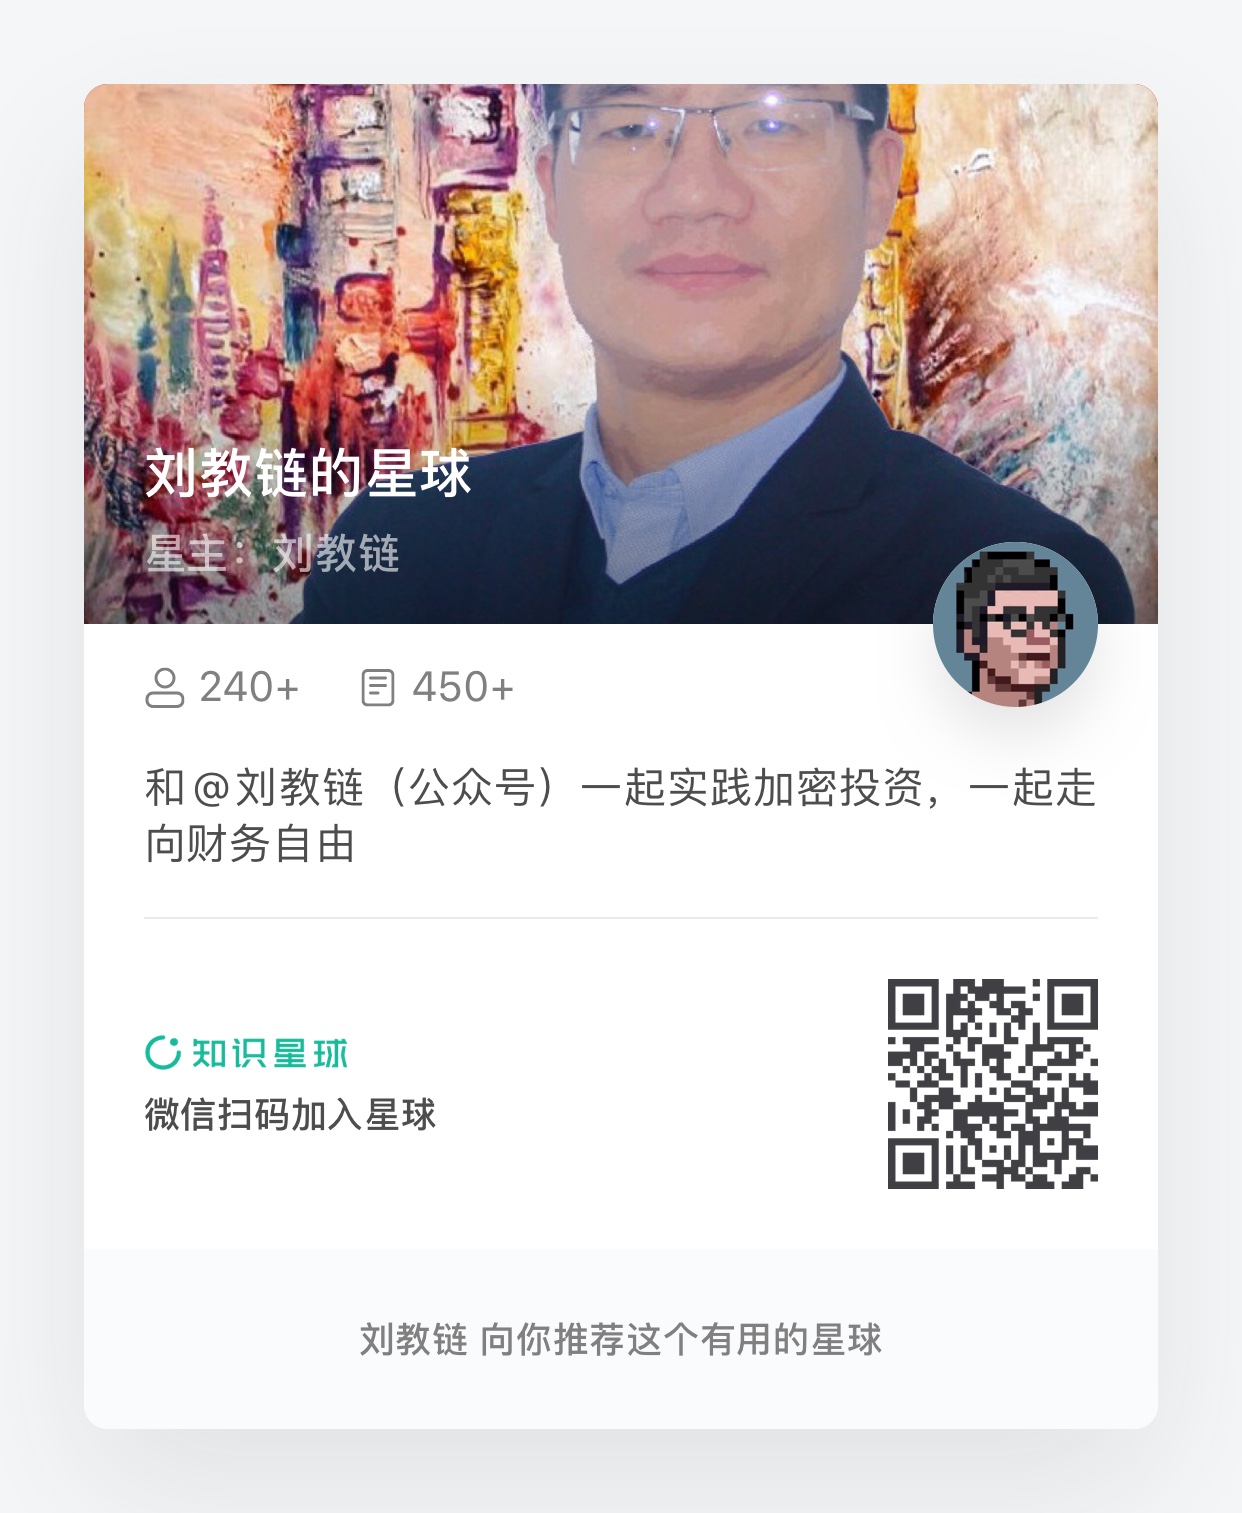 刘教链的星球
星主：刘教链
240+ 450+
和@刘教链（公众号）一起实践加密投资，一起走
向财务自由
知识星球
微信扫码加入星球
刘教链 向你推荐这个有用的星球